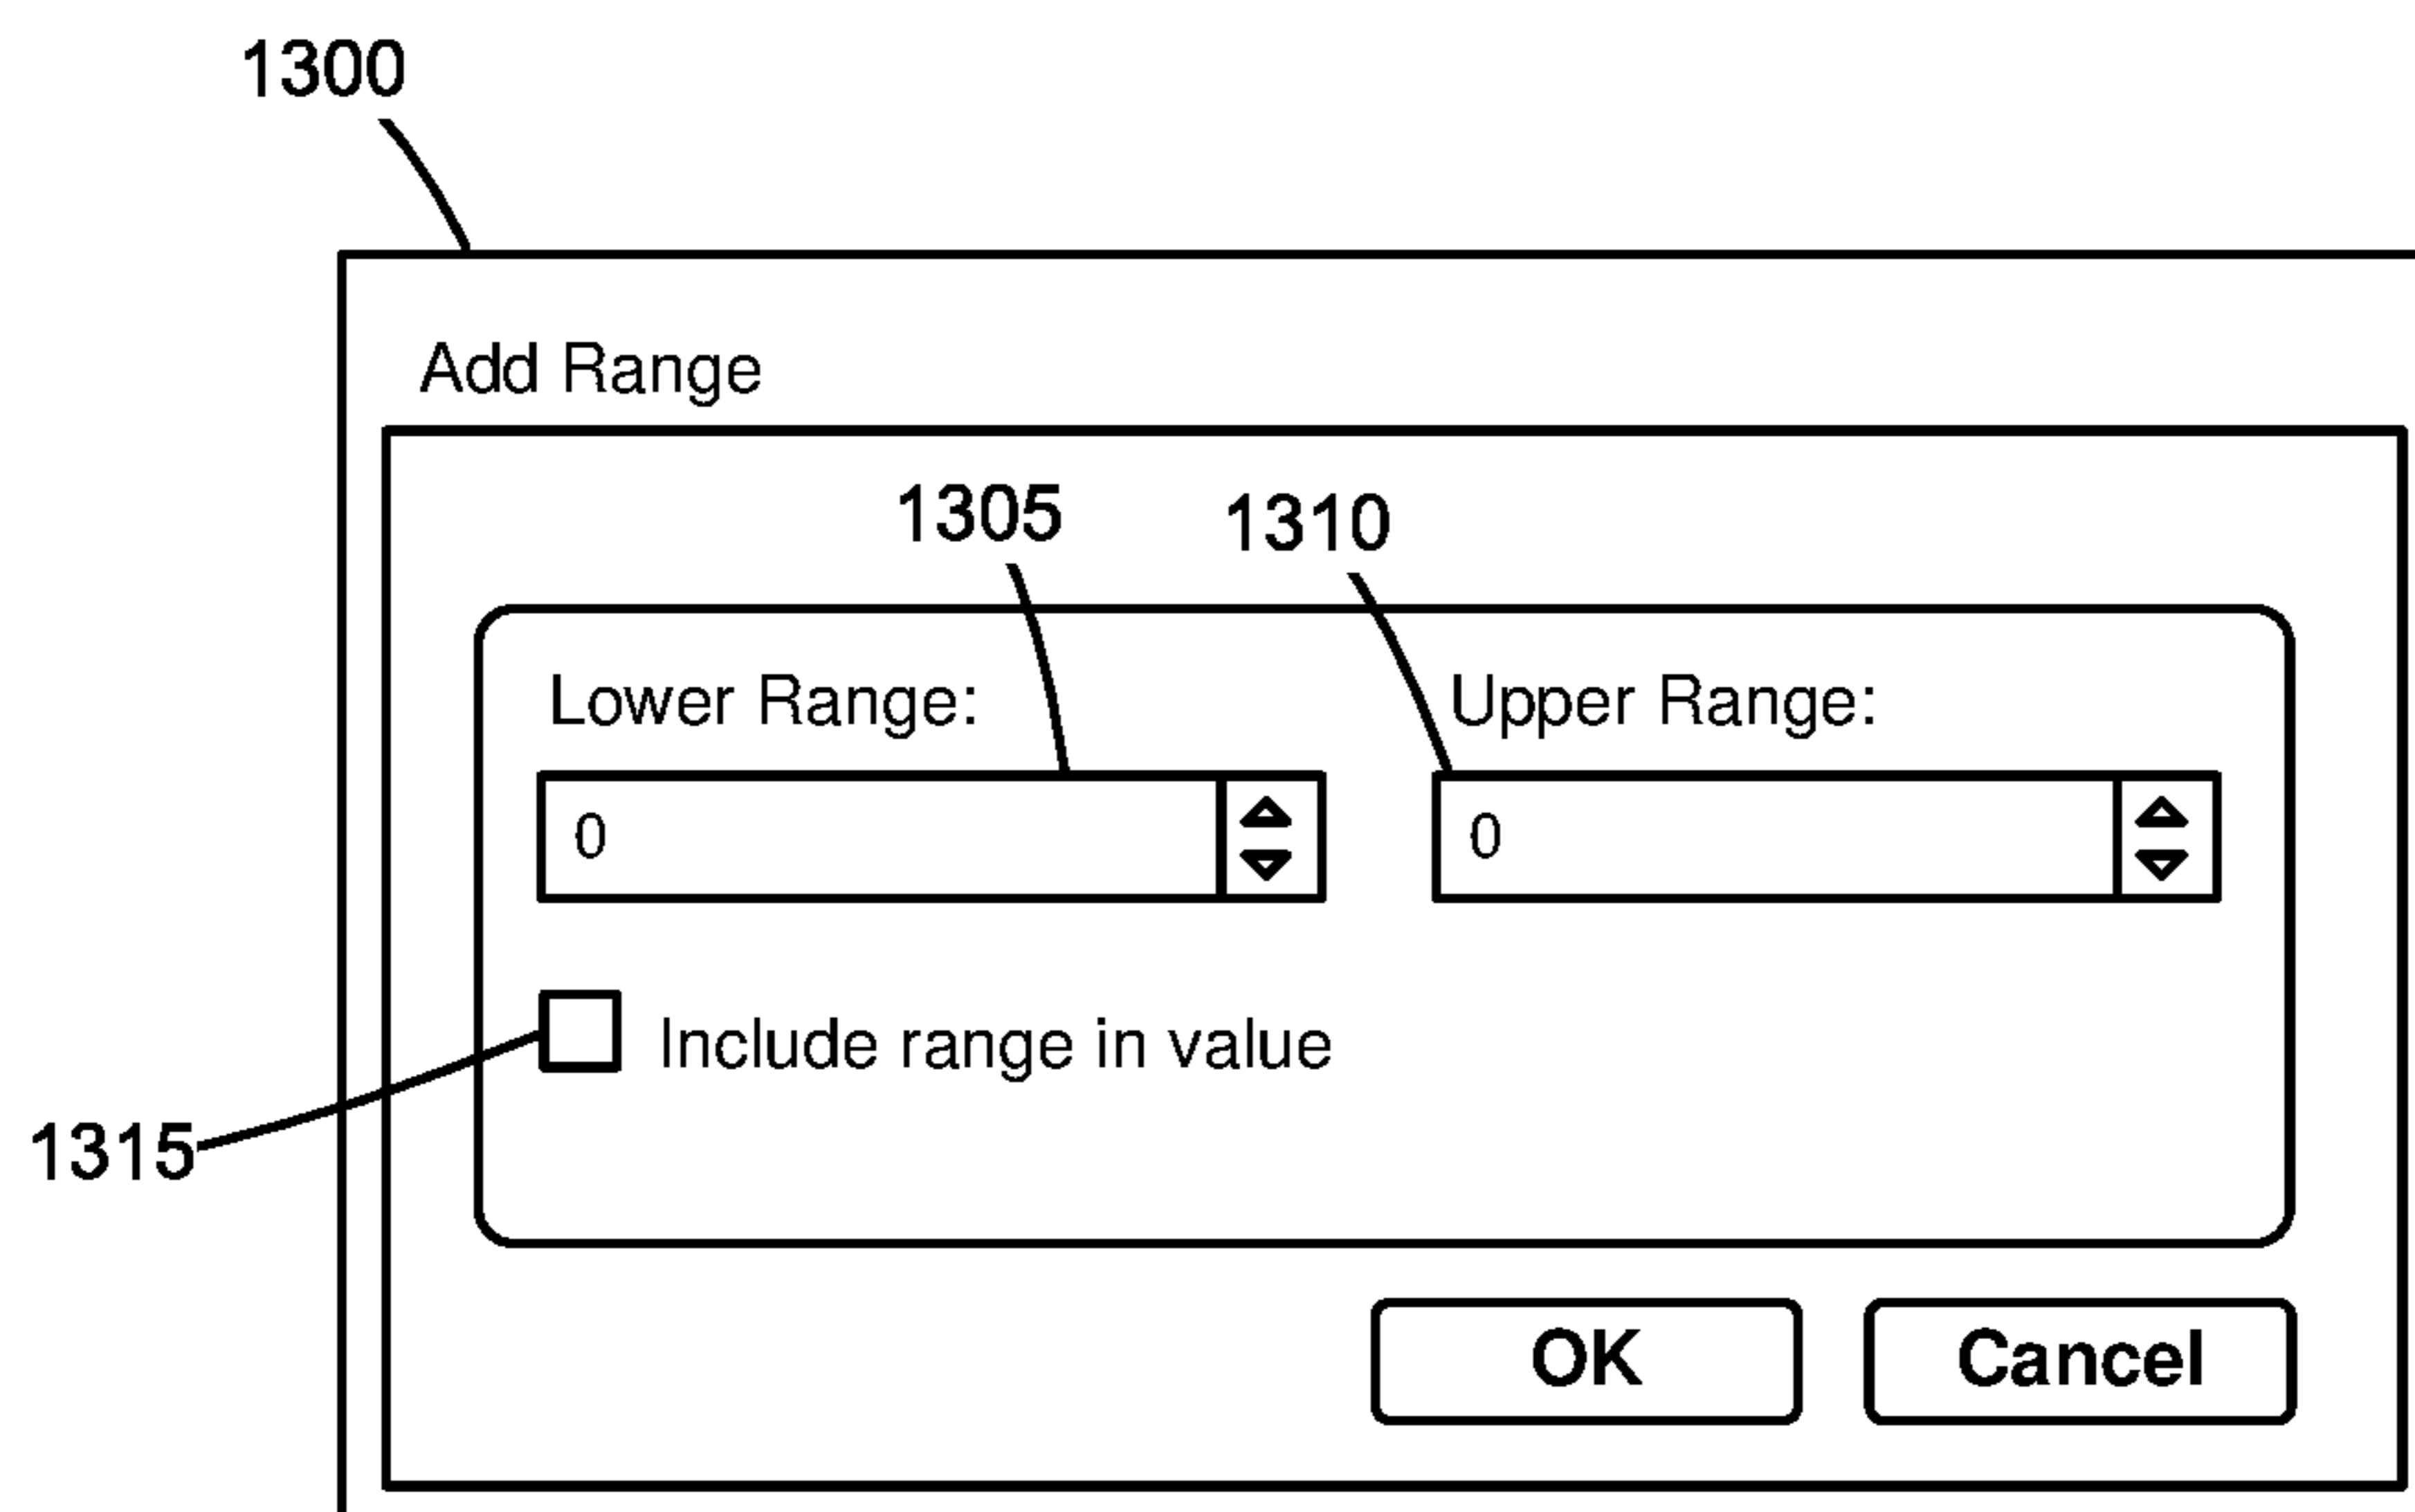 1300
Add Range
1305 1310
Lower Range: Upper Range:
0 0
Include range in value
1315
OK Cancel